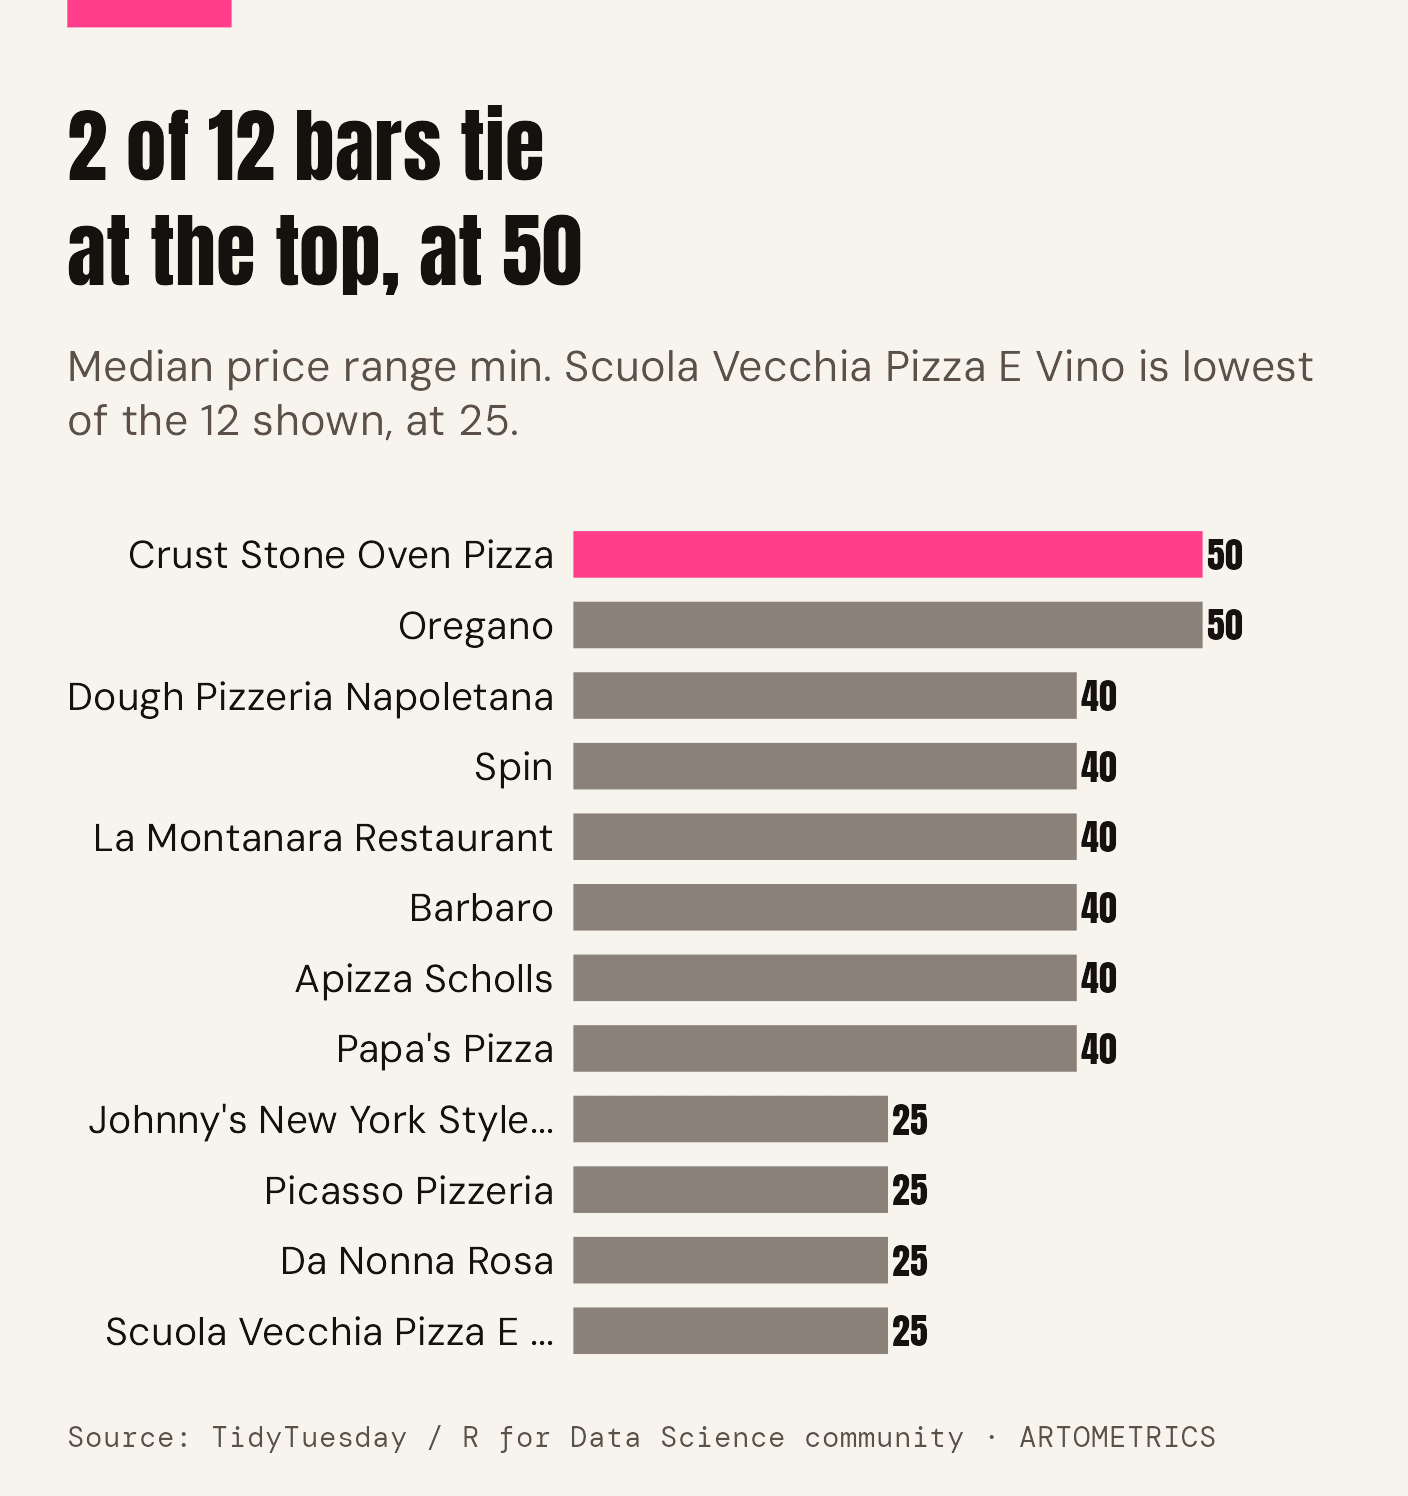 2 of 12 bars tie
at the top, at 50
Median price range min. Scuola Vecchia Pizza E Vino is lowest
of the 12 shown, at 25.
Crust Stone Oven Pizza 50
Oregano 50
Dough Pizzeria Napoletana 40
Spin 40
La Montanara Restaurant 40
Barbaro 40
Apizza Scholls 40
Papa's Pizza 40
Johnny's New York Style... 25
Picasso Pizzeria 25
Da Nonna Rosa 25
Scuola Vecchia Pizza E ... 25
Source: TidyTuesday / R for Data Science community · ARTOMETRICS